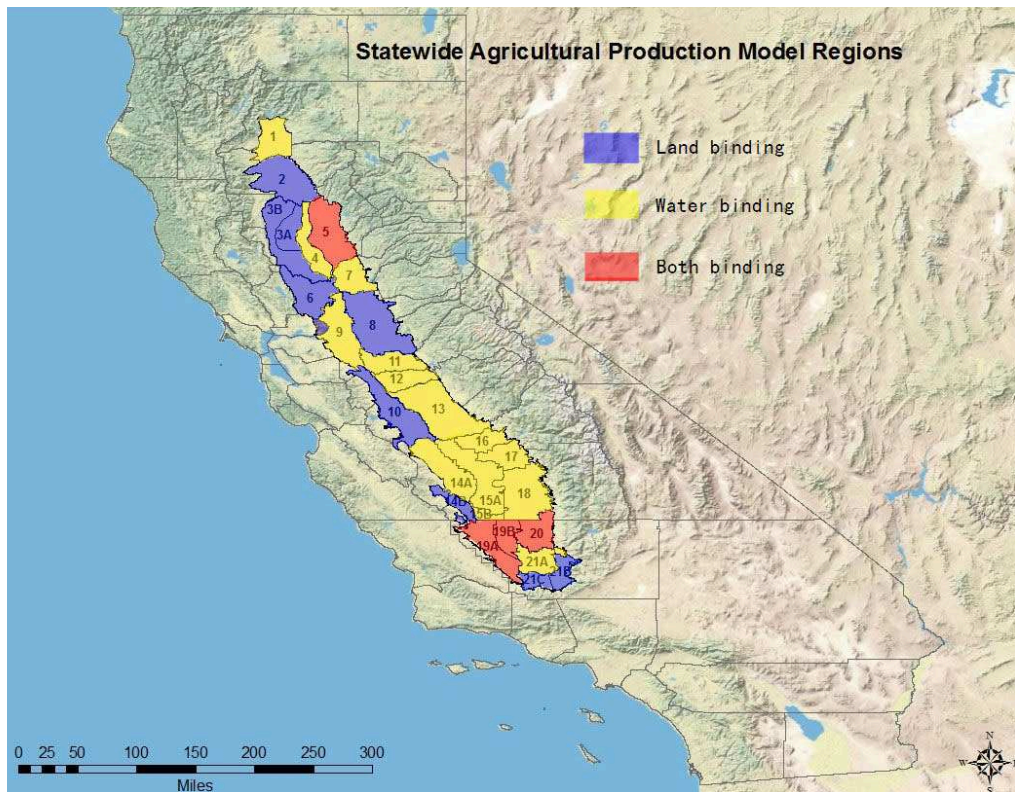 Statewide Agricultural Production Model Regions
Land binding
Water binding
Both binding
1
2
3B
3A
5
4
7
6
8
9
11
12
10
13
16
17
14A
15A
18
14B
15B
19B
20
19A
21A
21B
21C
0 25 50 100 150 200 250 300
Miles
N
W
S